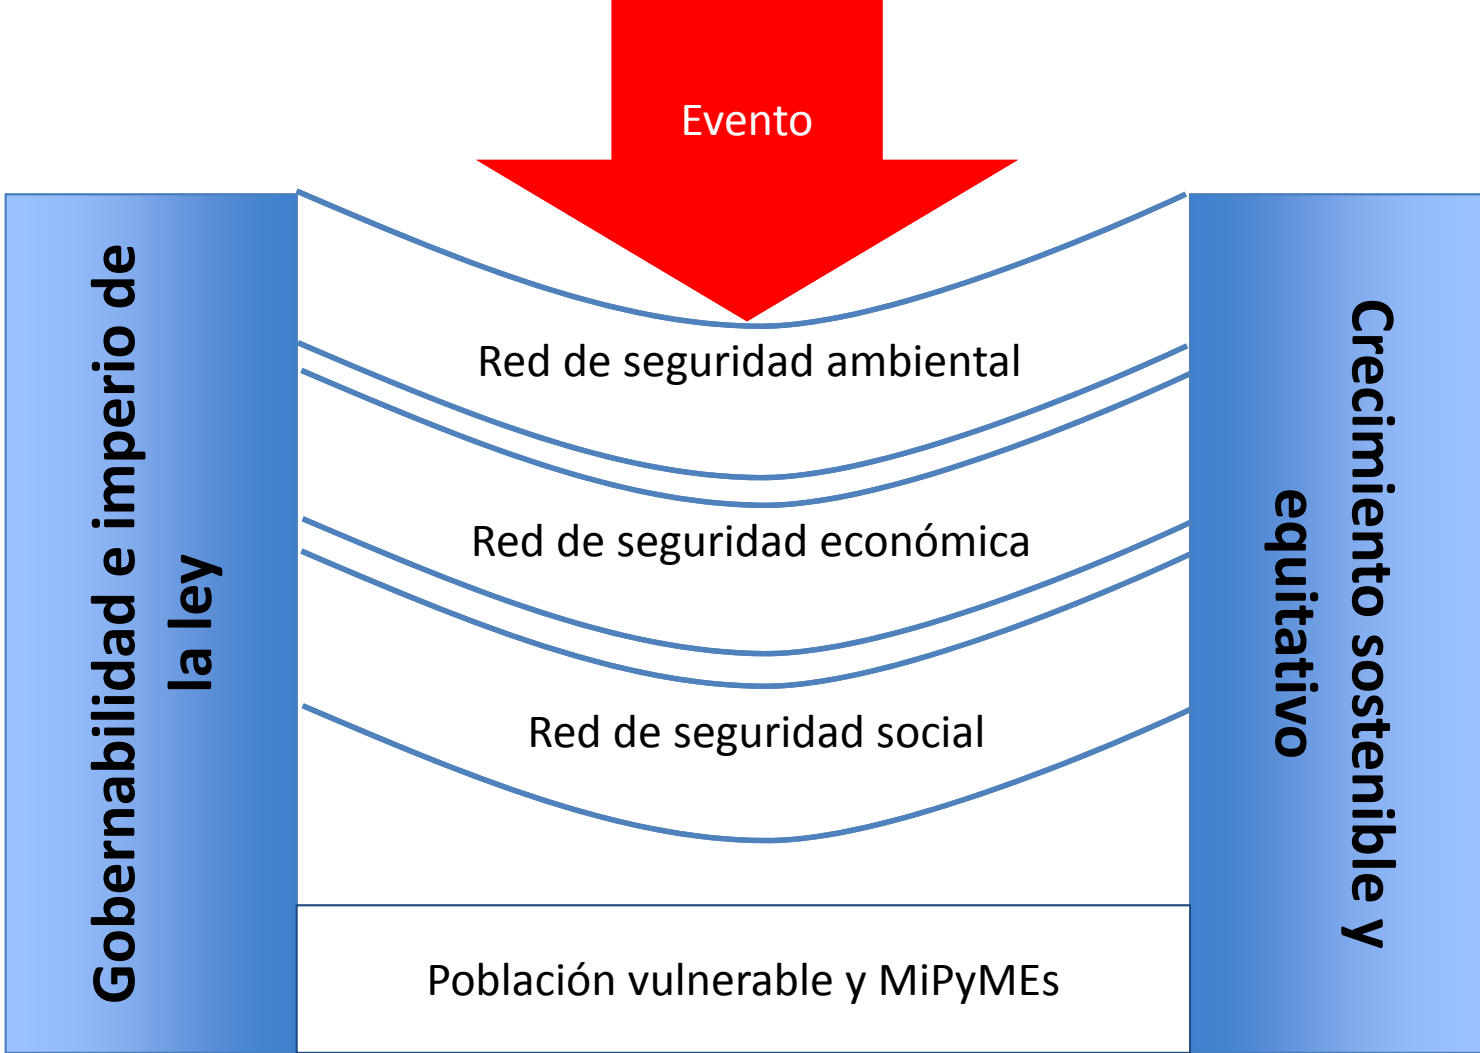 Evento
Gobernabilidad e imperio de
la ley
Red de seguridad ambiental
Red de seguridad económica
Red de seguridad social
Población vulnerable y MiPyMEs
Crecimiento sostenible y
equitativo